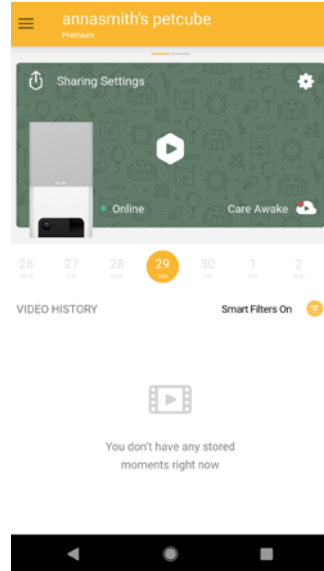 annasmith's petcube
Premium
Sharing Settings
Online
Care Awake
26 27 28 29 30 1 2
VIDEO HISTORY
Smart Filters On
You don't have any stored
moments right now